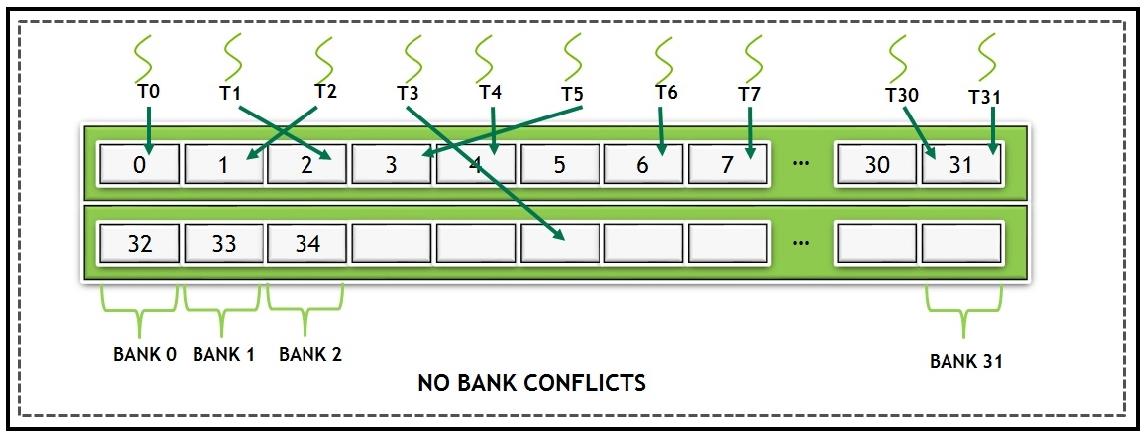 T0 T1 T2 T3 T4 T5 T6 T7 T30 T31
0 1 2 3 4 5 6 7 ... 30 31
32 33 34 ...
BANK 0 BANK 1 BANK 2 BANK 31
NO BANK CONFLICTS